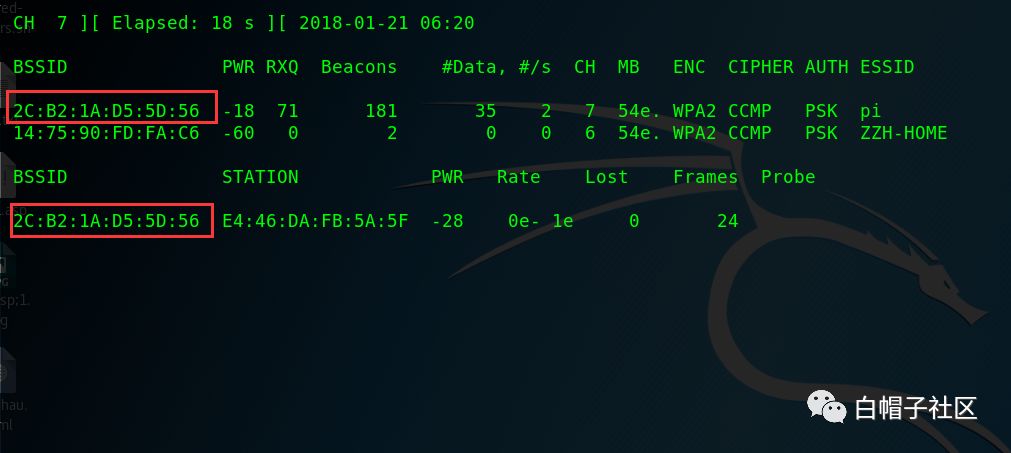 CH 7 ][ Elapsed: 18 s ][ 2018-01-21 06:20
BSSID PWR RXQ Beacons #Data, #/s CH MB ENC CIPHER AUTH ESSID
2C:B2:1A:D5:5D:56 -18 71 181 35 2 7 54e. WPA2 CCMP PSK pi
14:75:90:FD:FA:C6 -60 0 2 0 0 6 54e. WPA2 CCMP PSK ZZH-HOME
BSSID STATION PWR Rate Lost Frames Probe
2C:B2:1A:D5:5D:56 E4:46:DA:FB:5A:5F -28 0e- 1e 0 24
白帽子社区